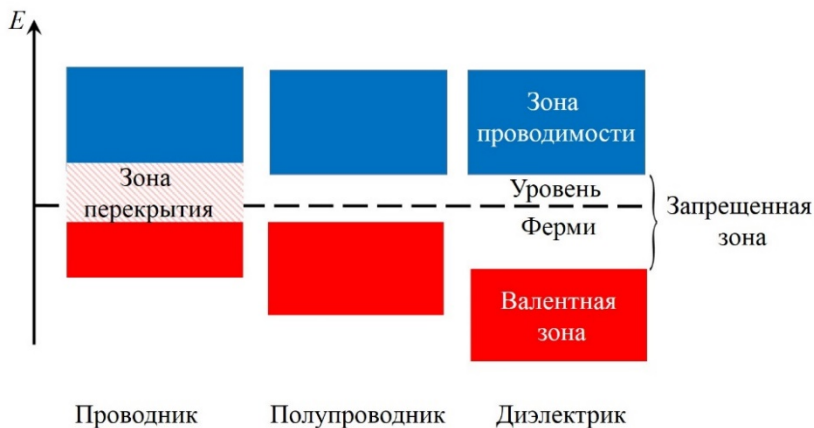 E
Зона
проводимости
Зона
перекрытия
Уровень
Ферми
Запрещенная
зона
Валентная
зона
Проводник
Полупроводник
Диэлектрик